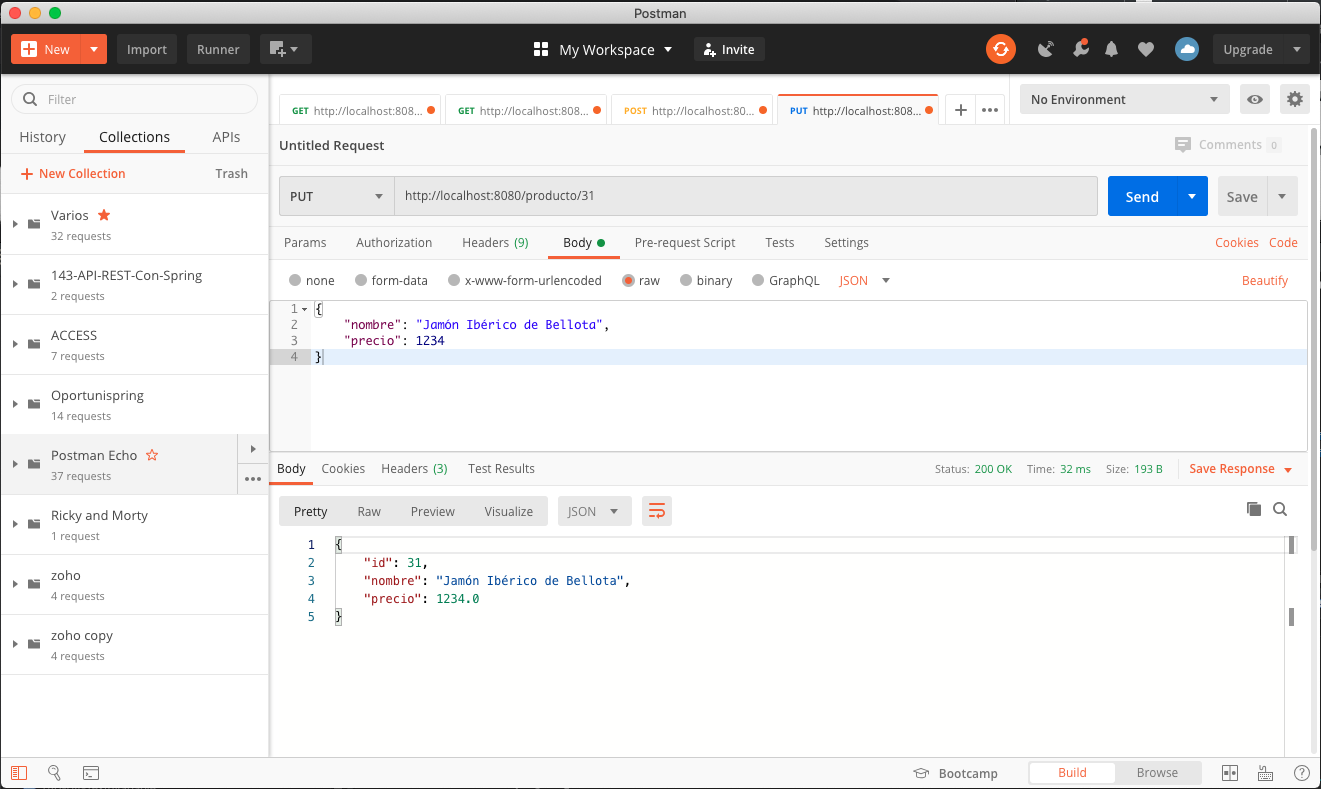 Postman
New Import Runner My Workspace Invite Upgrade
Filter
History Collections APIs
New Collection Trash
Varios
32 requests
143-API-REST-Con-Spring
2 requests
ACCESS
7 requests
Oportunispring
14 requests
Postman Echo
37 requests
Ricky and Morty
1 request
zoho
4 requests
zoho copy
4 requests
GET http://localhost:808... GET http://localhost:808... POST http://localhost:80... PUT http://localhost:808... No Environment
Untitled Request Comments 0
PUT http://localhost:8080/producto/31 Send Save
Params Authorization Headers (9) Body Pre-request Script Tests Settings Cookies Code
none form-data x-www-form-urlencoded raw binary GraphQL JSON Beautify
1 {
2 "nombre": "Jamón Ibérico de Bellota",
3 "precio": 1234
4 }
Body Cookies Headers (3) Test Results Status: 200 OK Time: 32 ms Size: 193 B Save Response
Pretty Raw Preview Visualize JSON
1 {
2 "id": 31,
3 "nombre": "Jamón Ibérico de Bellota",
4 "precio": 1234.0
5 }
Bootcamp Build Browse